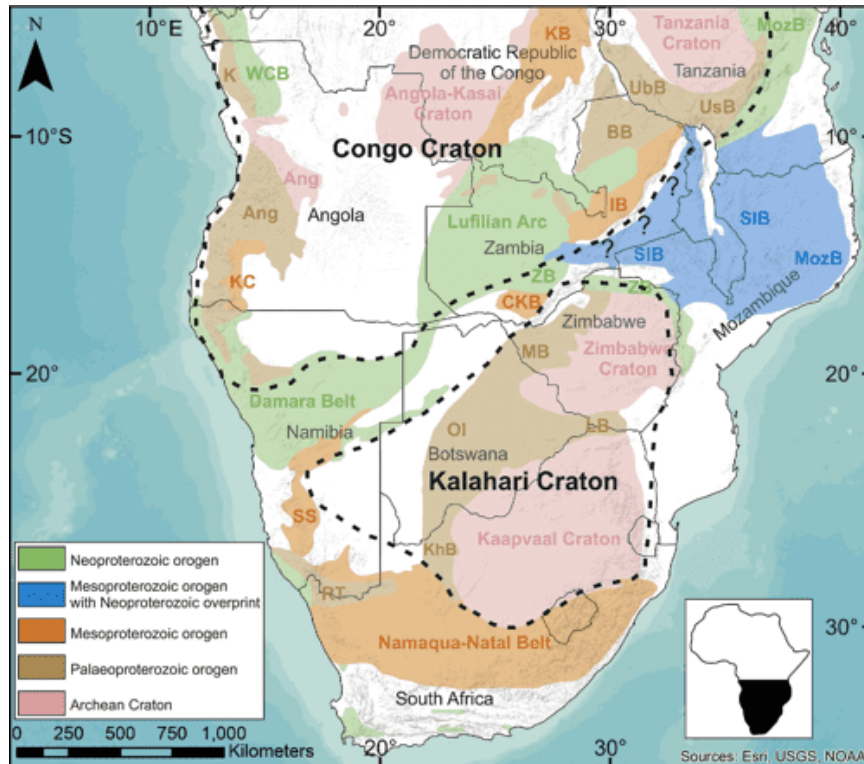 N
10°E
20°
30°
40°
KB
Tanzania
Craton
MozB
Democratic Republic
of the Congo
WCB
K
Tanzania
Angola-Kasai
Craton
UbB
UsB
10°S
10°
BB
Congo Craton
Ang
IB
?
Ang
Angola
Lufilian Arc
SIB
?
Zambia
?
SIB
MozB
KC
ZB
ZB
CKB
Mozambique
Zimbabwe
MB
Zimbabwe
Craton
20°
20°
Damara Belt
Namibia
OI
LB
Botswana
Kalahari Craton
SS
Kaapvaal Craton
KhB
Neoproterozoic orogen
Mesoproterozoic orogen
with Neoproterozoic overprint
Mesoproterozoic orogen
Palaeoproterozoic orogen
Archean Craton
RT
Namaqua-Natal Belt
30°
South Africa
0 250 500 750 1,000
Kilometers
20°
30°
Sources: Esri, USGS, NOAA